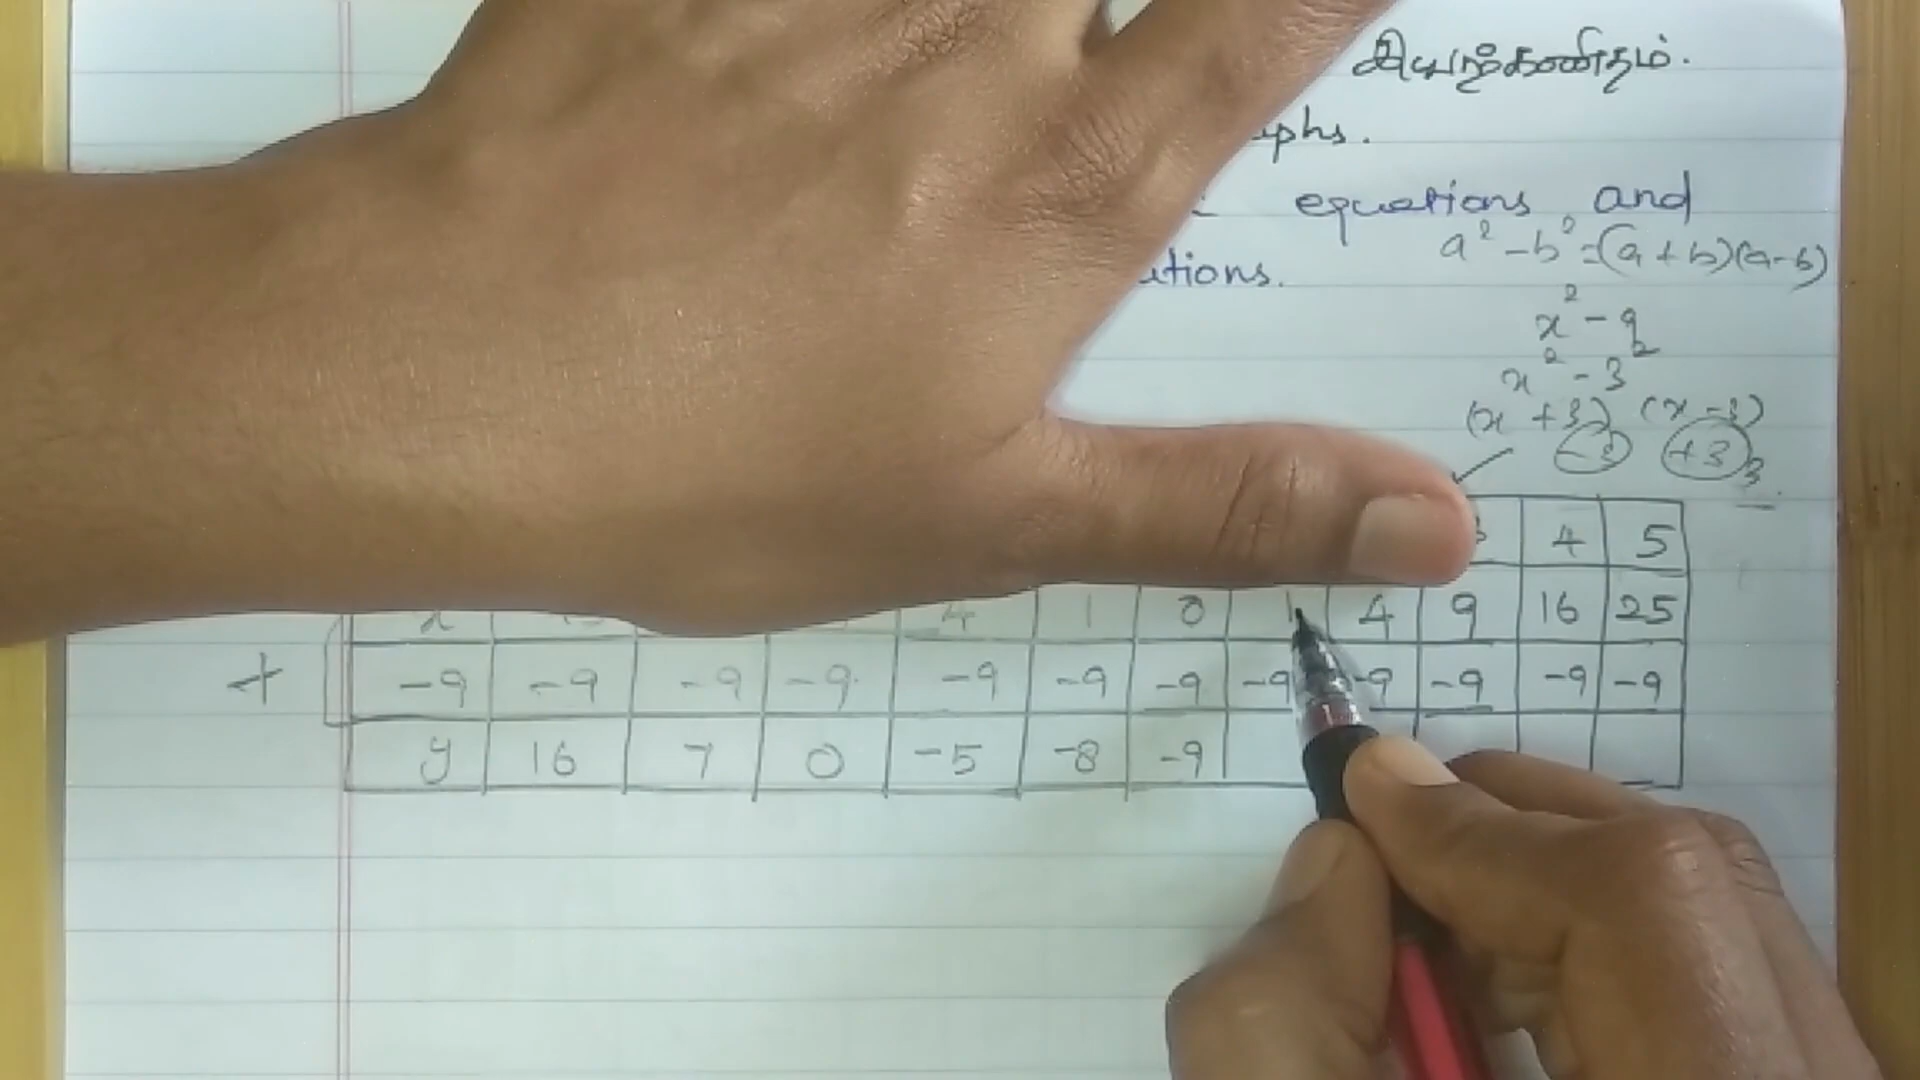 இயற்கணிதம்.
equations and
a² - b² = (a + b)(a - b)
x² - 9
x² - 3²
(x + 3) (x - 3)
-3 +3 3
4 5
4 1 0 1 4 9 16 25
+ -9 -9 -9 -9 -9 -9 -9 -9 -9 -9 -9 -9
y 16 7 0 -5 -8 -9